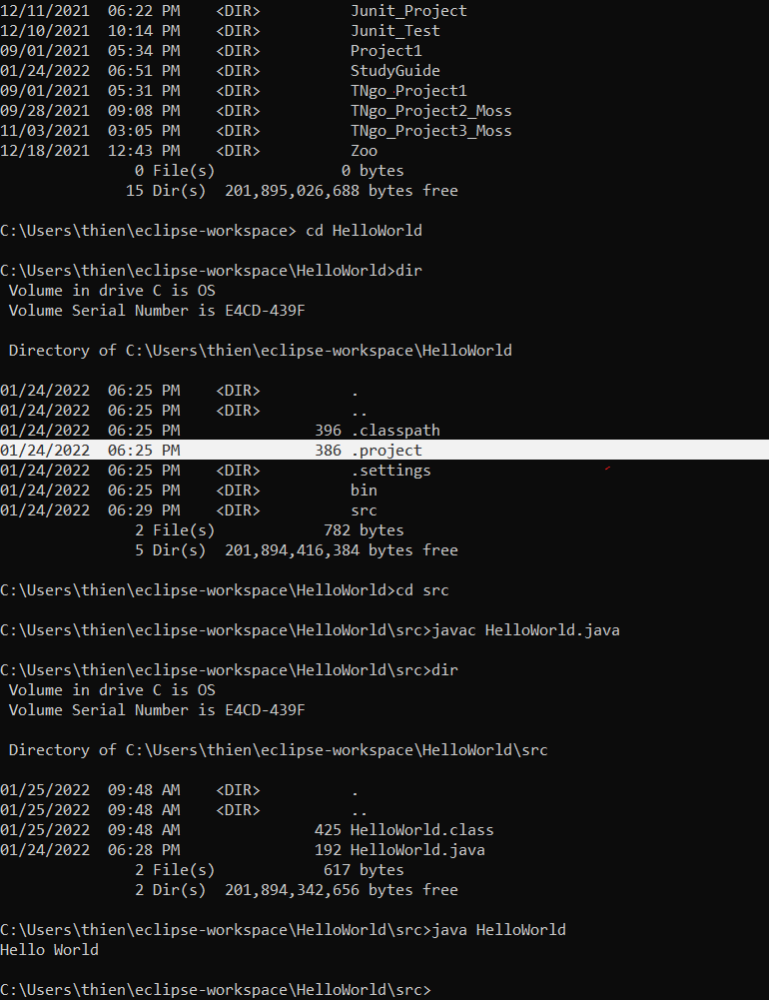 12/11/2021  06:22 PM    <DIR>          Junit_Project
12/10/2021  10:14 PM    <DIR>          Junit_Test
09/01/2021  05:34 PM    <DIR>          Project1
01/24/2022  06:51 PM    <DIR>          StudyGuide
09/01/2021  05:31 PM    <DIR>          TNgo_Project1
09/28/2021  09:08 PM    <DIR>          TNgo_Project2_Moss
11/03/2021  03:05 PM    <DIR>          TNgo_Project3_Moss
12/18/2021  12:43 PM    <DIR>          Zoo
               0 File(s)              0 bytes
              15 Dir(s)  201,895,026,688 bytes free

C:\Users\thien\eclipse-workspace> cd HelloWorld

C:\Users\thien\eclipse-workspace\HelloWorld>dir
 Volume in drive C is OS
 Volume Serial Number is E4CD-439F

 Directory of C:\Users\thien\eclipse-workspace\HelloWorld

01/24/2022  06:25 PM    <DIR>          .
01/24/2022  06:25 PM    <DIR>          ..
01/24/2022  06:25 PM               396 .classpath
01/24/2022  06:25 PM               386 .project
01/24/2022  06:25 PM    <DIR>          .settings
01/24/2022  06:25 PM    <DIR>          bin
01/24/2022  06:29 PM    <DIR>          src
               2 File(s)            782 bytes
               5 Dir(s)  201,894,416,384 bytes free

C:\Users\thien\eclipse-workspace\HelloWorld>cd src

C:\Users\thien\eclipse-workspace\HelloWorld\src>javac HelloWorld.java

C:\Users\thien\eclipse-workspace\HelloWorld\src>dir
 Volume in drive C is OS
 Volume Serial Number is E4CD-439F

 Directory of C:\Users\thien\eclipse-workspace\HelloWorld\src

01/25/2022  09:48 AM    <DIR>          .
01/25/2022  09:48 AM    <DIR>          ..
01/25/2022  09:48 AM               425 HelloWorld.class
01/24/2022  06:28 PM               192 HelloWorld.java
               2 File(s)            617 bytes
               2 Dir(s)  201,894,342,656 bytes free

C:\Users\thien\eclipse-workspace\HelloWorld\src>java HelloWorld
Hello World

C:\Users\thien\eclipse-workspace\HelloWorld\src>